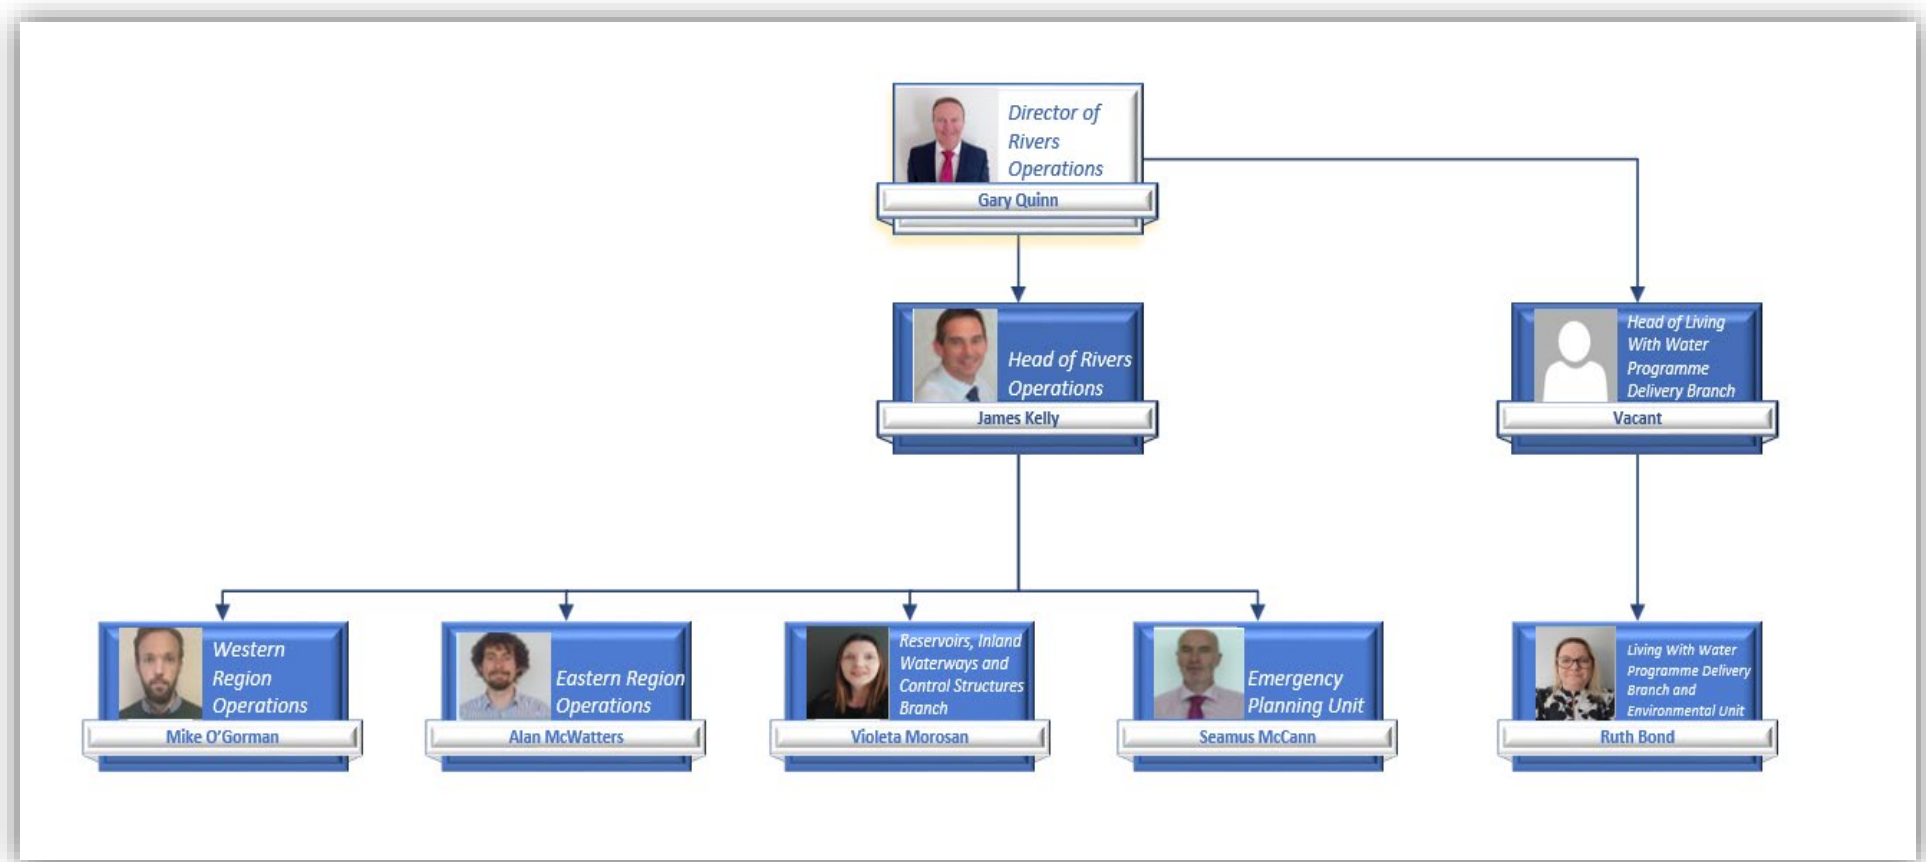 Director of
Rivers
Operations
Gary Quinn
Head of Rivers
Operations
James Kelly
Head of Living
With Water
Programme
Delivery Branch
Vacant
Western
Region
Operations
Mike O'Gorman
Eastern Region
Operations
Alan McWatters
Reservoirs, Inland
Waterways and
Control Structures
Branch
Violeta Morosan
Emergency
Planning Unit
Seamus McCann
Living With Water
Programme Delivery
Branch and
Environmental Unit
Ruth Bond